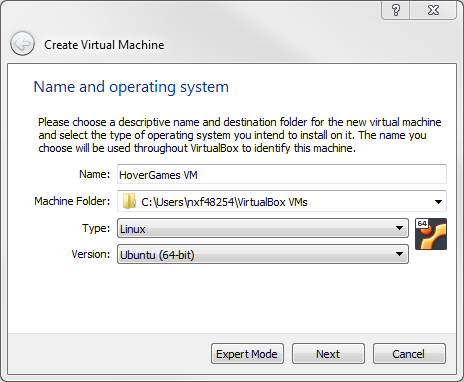 ?
Create Virtual Machine
Name and operating system
Please choose a descriptive name and destination folder for the new virtual machine
and select the type of operating system you intend to install on it. The name you
choose will be used throughout VirtualBox to identify this machine.
Name: HoverGames VM
Machine Folder: C:\Users\nxf48254\VirtualBox VMs
Type: Linux
64
Version: Ubuntu (64-bit)
Expert Mode Next Cancel